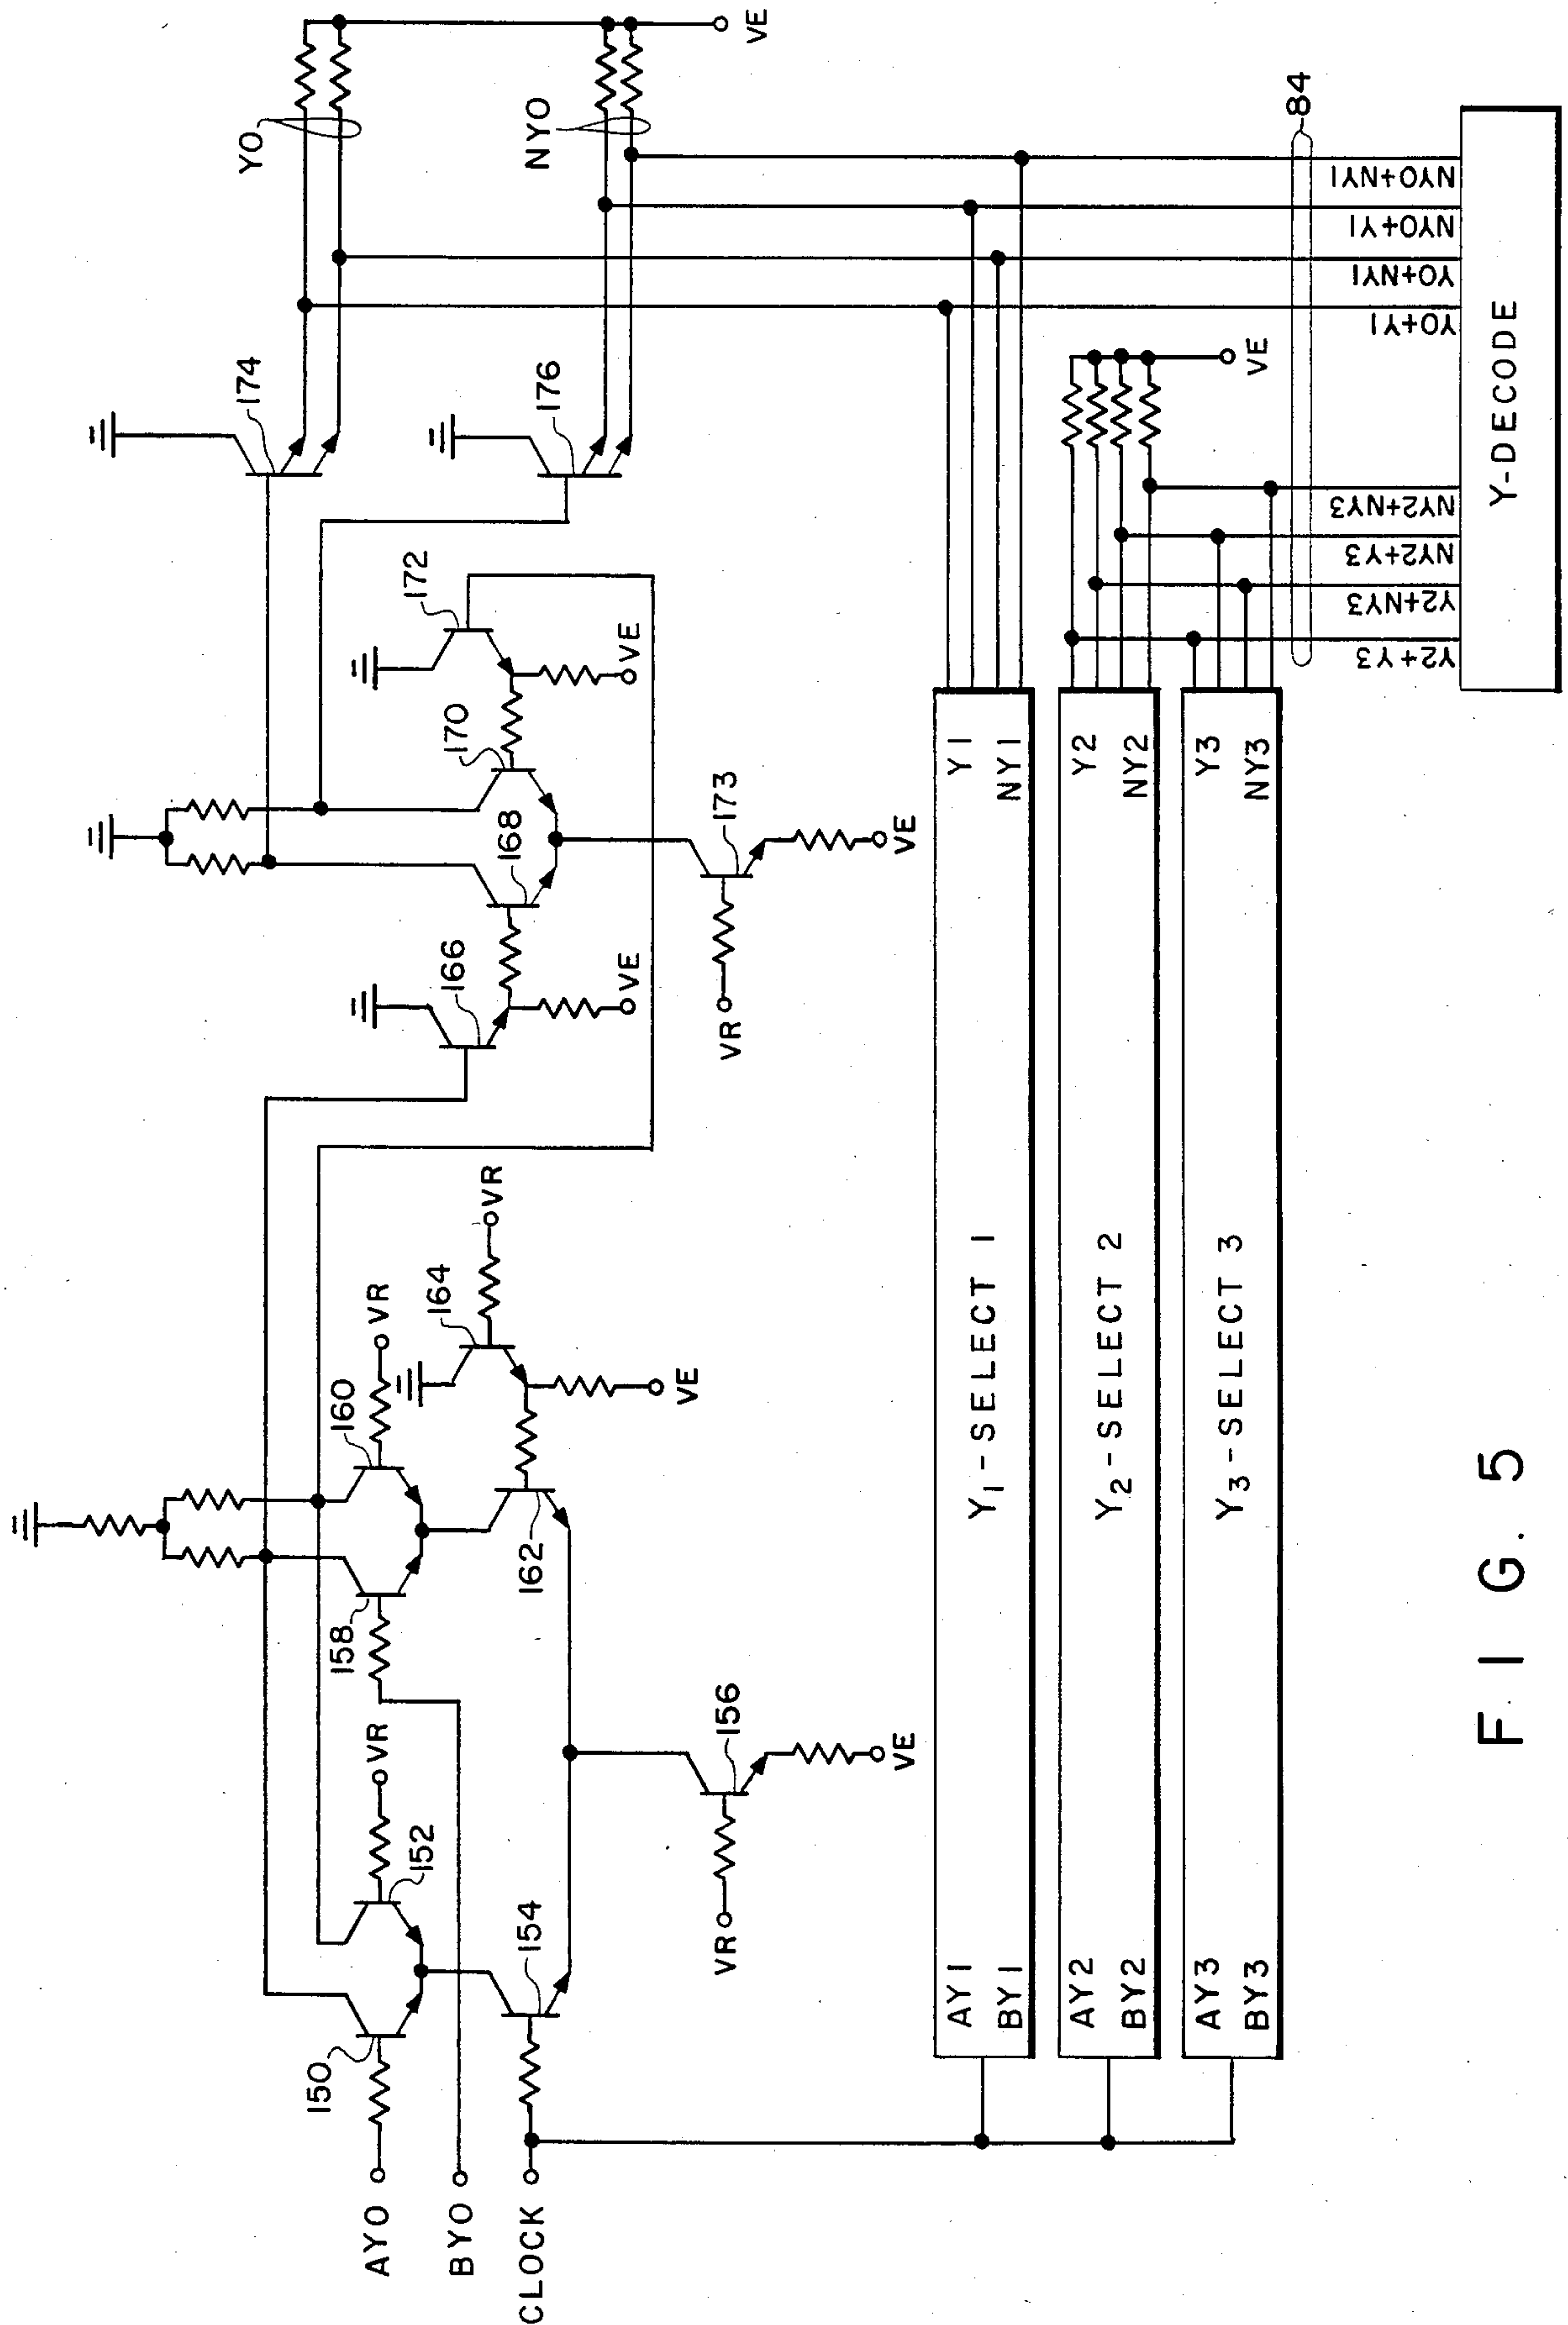 YO
NYO
VE
174
176
84
172
170
168
166
VE
VE
173
VR
VE
VR
VR
164
160
162
158
VE
VR
152
150
154
156
VR
VE
AYO
BYO
CLOCK
AY1 Y1-SELECT 1 Y1
BY1 NY1
AY2 Y2-SELECT 2 Y2
BY2 NY2
AY3 Y3-SELECT 3 Y3
BY3 NY3
VE
Y2+Y3
Y2+NY3
NY2+Y3
NY2+NY3
YO+Y1
YO+NY1
NYO+Y1
NYO+NY1
Y-DECODE
FIG. 5